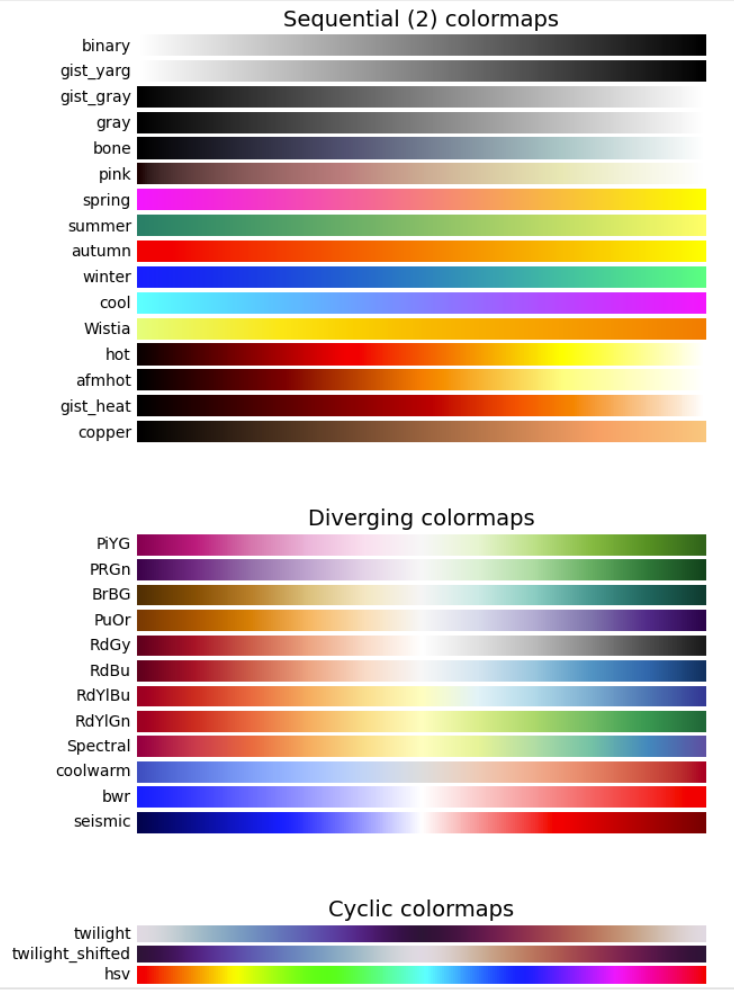 Sequential (2) colormaps
binary
gist_yarg
gist_gray
gray
bone
pink
spring
summer
autumn
winter
cool
Wistia
hot
afmhot
gist_heat
copper
Diverging colormaps
PiYG
PRGn
BrBG
PuOr
RdGy
RdBu
RdYlBu
RdYlGn
Spectral
coolwarm
bwr
seismic
Cyclic colormaps
twilight
twilight_shifted
hsv